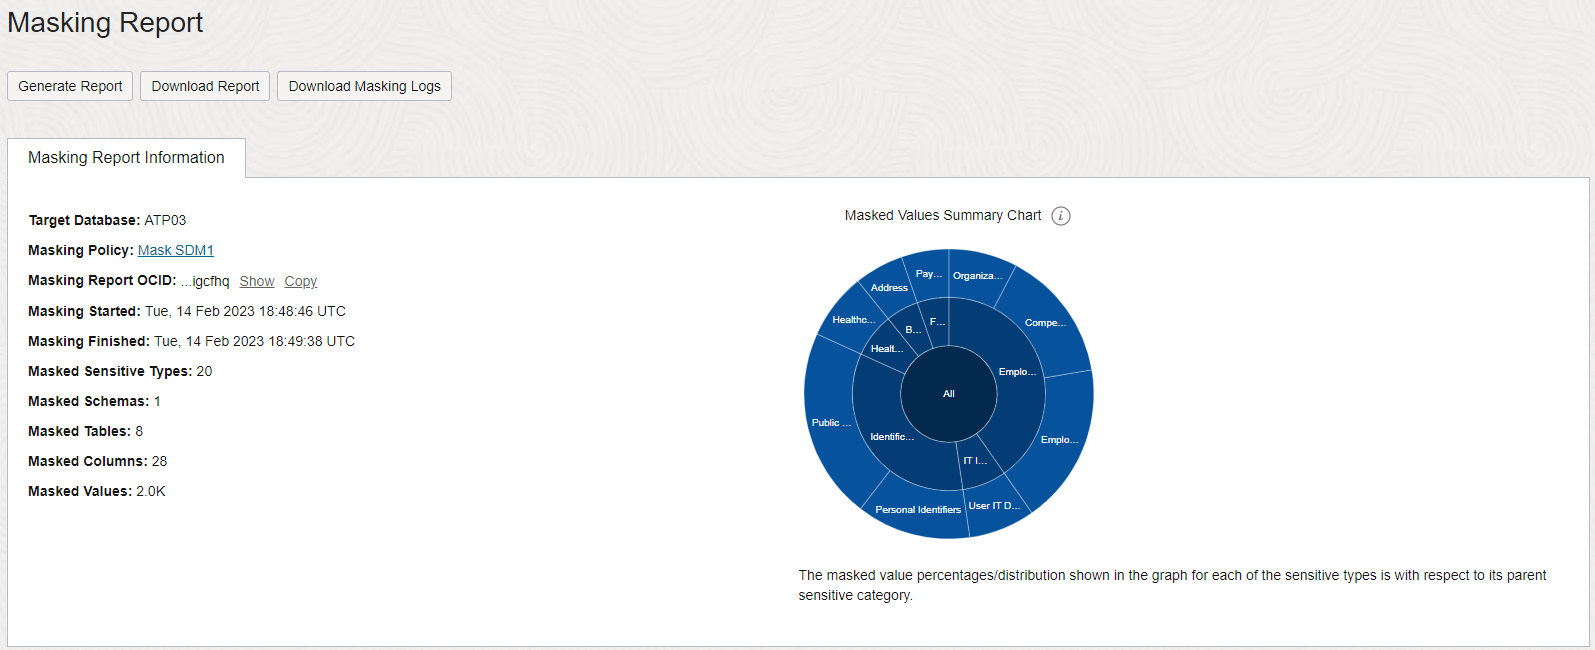 Masking Report
Generate Report
Download Report
Download Masking Logs
Masking Report Information
Target Database: ATP03
Masking Policy: Mask SDM1
Masking Report OCID: ...igcfhq Show Copy
Masking Started: Tue, 14 Feb 2023 18:48:46 UTC
Masking Finished: Tue, 14 Feb 2023 18:49:38 UTC
Masked Sensitive Types: 20
Masked Schemas: 1
Masked Tables: 8
Masked Columns: 28
Masked Values: 2.0K
Masked Values Summary Chart i
Pay...
Organiza...
Address
Healthc...
Compe...
F...
B...
Healt...
Emplo...
All
Public ...
Identific...
Emplo...
IT I...
Personal Identifiers
User IT D...
The masked value percentages/distribution shown in the graph for each of the sensitive types is with respect to its parent
sensitive category.